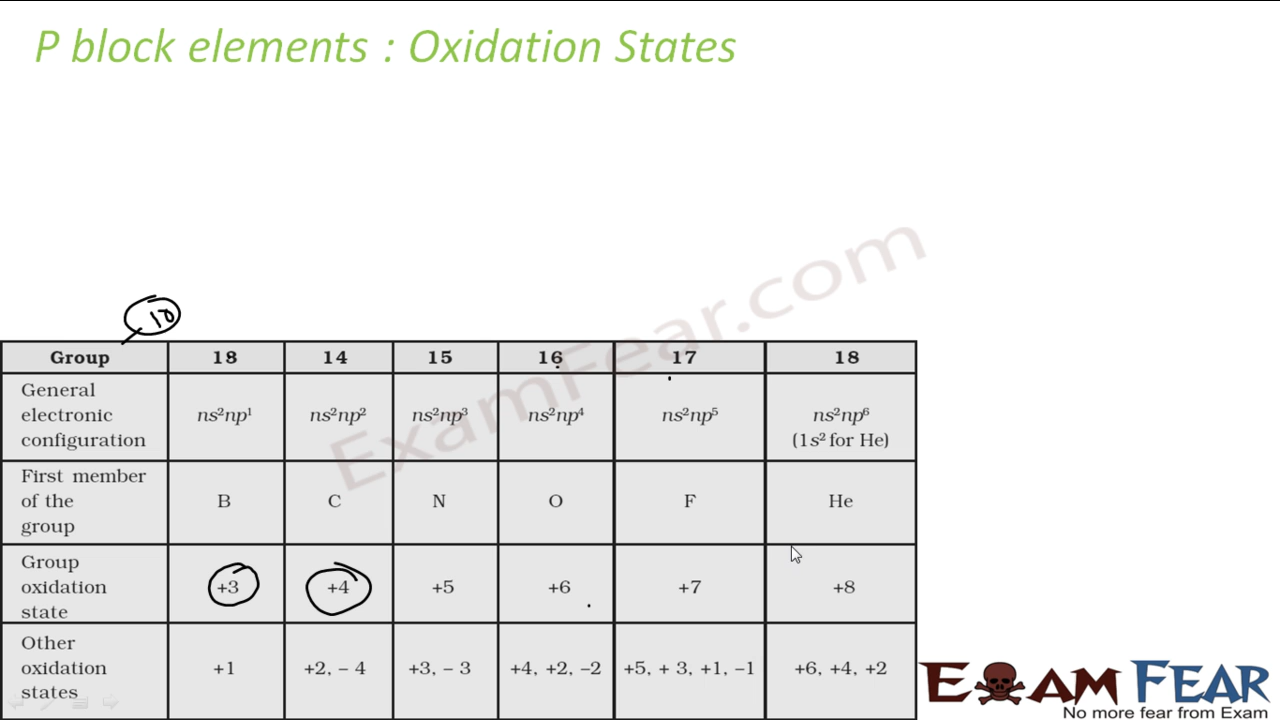 P block elements : Oxidation States
ExamFear.com
10
Group 18 14 15 16 17 18
General electronic configuration ns²np¹ ns²np² ns²np³ ns²np⁴ ns²np⁵ ns²np⁶ (1s² for He)
First member of the group B C N O F He
Group oxidation state +3 +4 +5 +6 +7 +8
Other oxidation states +1 +2, – 4 +3, – 3 +4, +2, –2 +5, + 3, +1, –1 +6, +4, +2
EXAM FEAR
No more fear from Exam